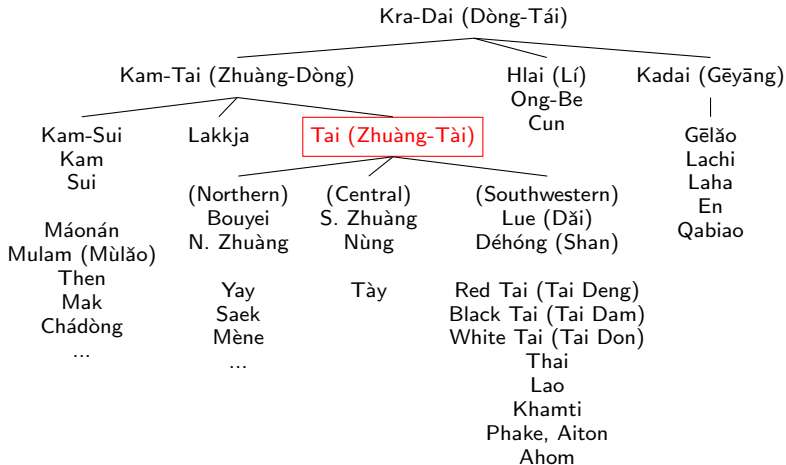 Kra-Dai (Dòng-Tái)
Kam-Tai (Zhuàng-Dòng)
Hlai (Lí)
Ong-Be
Cun
Kadai (Gēyāng)
Kam-Sui
Kam
Sui
Máonán
Mulam (Mùlǎo)
Then
Mak
Chádòng
...
Lakkja
Tai (Zhuàng-Tài)
(Northern)
Bouyei
N. Zhuàng
Yay
Saek
Mène
...
(Central)
S. Zhuàng
Nùng
Tày
(Southwestern)
Lue (Dǎi)
Déhóng (Shan)
Red Tai (Tai Deng)
Black Tai (Tai Dam)
White Tai (Tai Don)
Thai
Lao
Khamti
Phake, Aiton
Ahom
Gēlǎo
Lachi
Laha
En
Qabiao